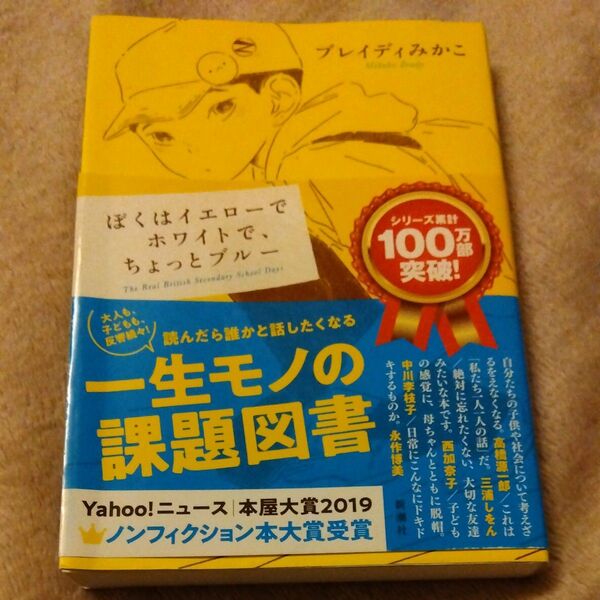 ブレイディみかこ
Mikako Brady
ぼくはイエローで
ホワイトで、
ちょっとブルー
The Real British Secondary School Days
シリーズ累計
100万部
突破!
大人も、
子どもも、
反響続々!
読んだら誰かと話したくなる
一生モノの
課題図書
Yahoo!ニュース|本屋大賞2019
ノンフィクション本大賞受賞
自分たちの子供や社会について考えざ
るをえなくなる。高橋源一郎/これは
「私たち一人一人の話」だ。三浦しをん
/絶対に忘れたくない、大切な友達
みたいな本です。西加奈子/子ども
の感覚に、母ちゃんとともに脱帽。
中川李枝子/日常にこんなにドキド
キするものか。永作博美
新潮社